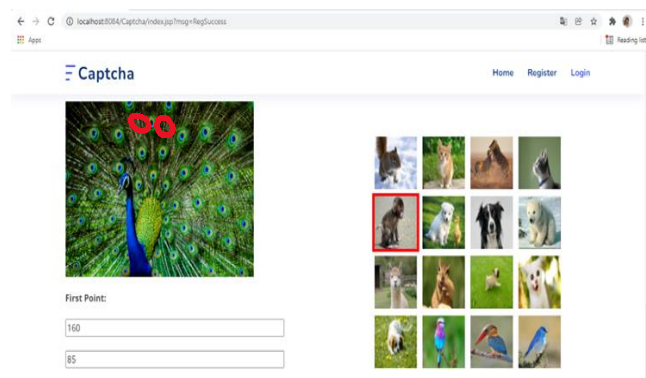 localhost:8084/Captcha/index.jsp?msg=RegSuccess
Apps
Reading list
Captcha
Home Register Login
First Point:
160
85